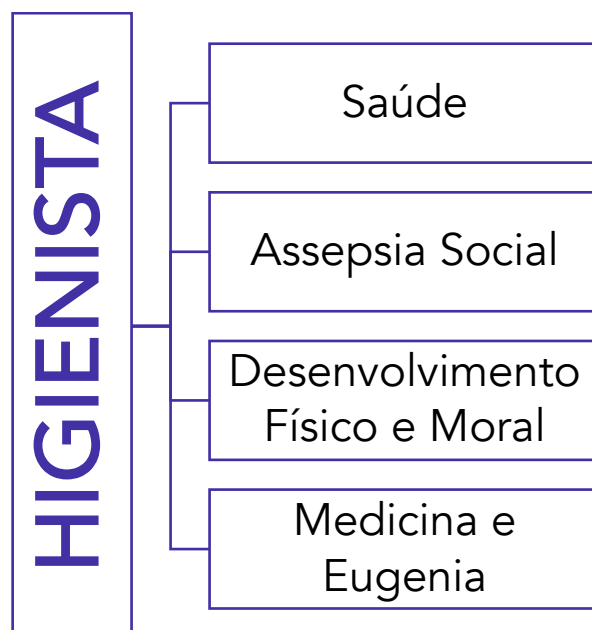 HIGIENISTA
Saúde
Assepsia Social
Desenvolvimento
Físico e Moral
Medicina e
Eugenia